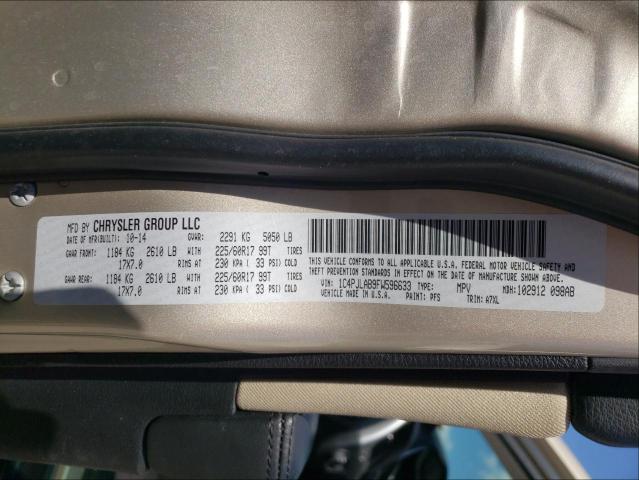 MFD BY CHRYSLER GROUP LLC
DATE OF MFR(BUILT): 10-14 GVWR: 2291 KG 5050 LB
GAWR FRONT: 1184 KG 2610 LB 225/60R17 99T TIRES
17X7.0 RIMS AT 230 KPA ( 33 PSI) COLD
GAWR REAR: 1184 KG 2610 LB 225/60R17 99T TIRES
17X7.0 RIMS AT 230 KPA ( 33 PSI) COLD
THIS VEHICLE CONFORMS TO ALL APPLICABLE U.S.A. FEDERAL MOTOR VEHICLE SAFETY AND
THEFT PREVENTION STANDARDS IN EFFECT ON THE DATE OF MANUFACTURE SHOWN ABOVE.
VIN: 1C4PJLAB9FW596633 TYPE: MPV MDH:102912 098AB
VEHICLE MADE IN U.S.A. PAINT: PFS TRIM: A7XL